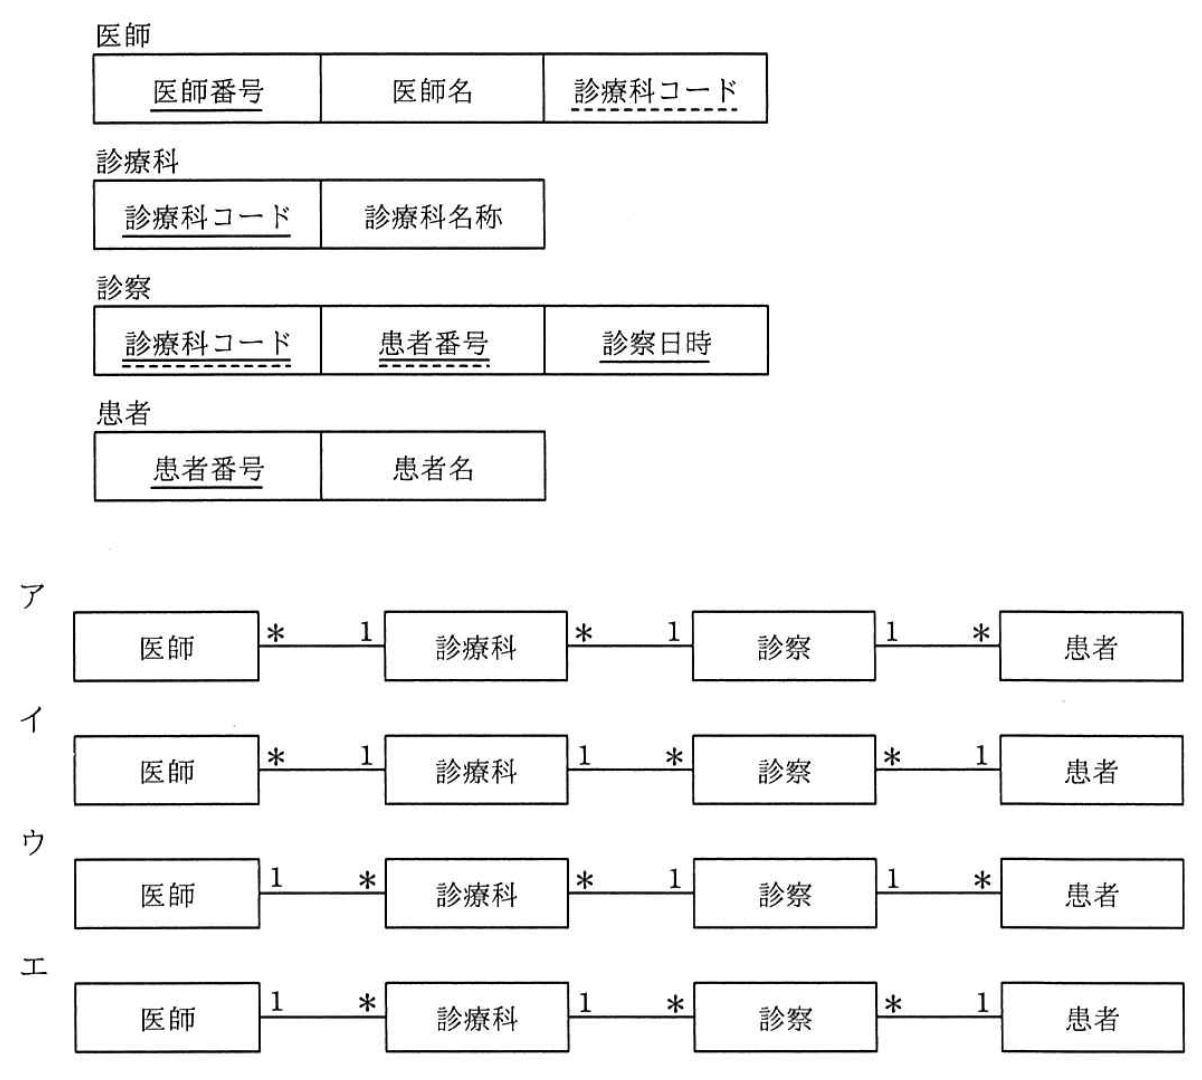 医師
医師番号 医師名 診療科コード
診療科
診療科コード 診療科名称
診察
診療科コード 患者番号 診察日時
患者
患者番号 患者名
ア
医師 * 1 診療科 * 1 診察 1 * 患者
イ
医師 * 1 診療科 1 * 診察 * 1 患者
ウ
医師 1 * 診療科 * 1 診察 1 * 患者
エ
医師 1 * 診療科 1 * 診察 * 1 患者